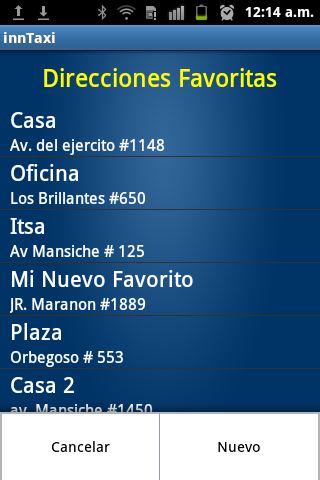 12:14 a.m.
innTaxi
Direcciones Favoritas
Casa
Av. del ejercito #1148
Oficina
Los Brillantes #650
Itsa
Av Mansiche # 125
Mi Nuevo Favorito
JR. Maranon #1889
Plaza
Orbegoso # 553
Casa 2
av. Mansiche #1450
Cancelar
Nuevo